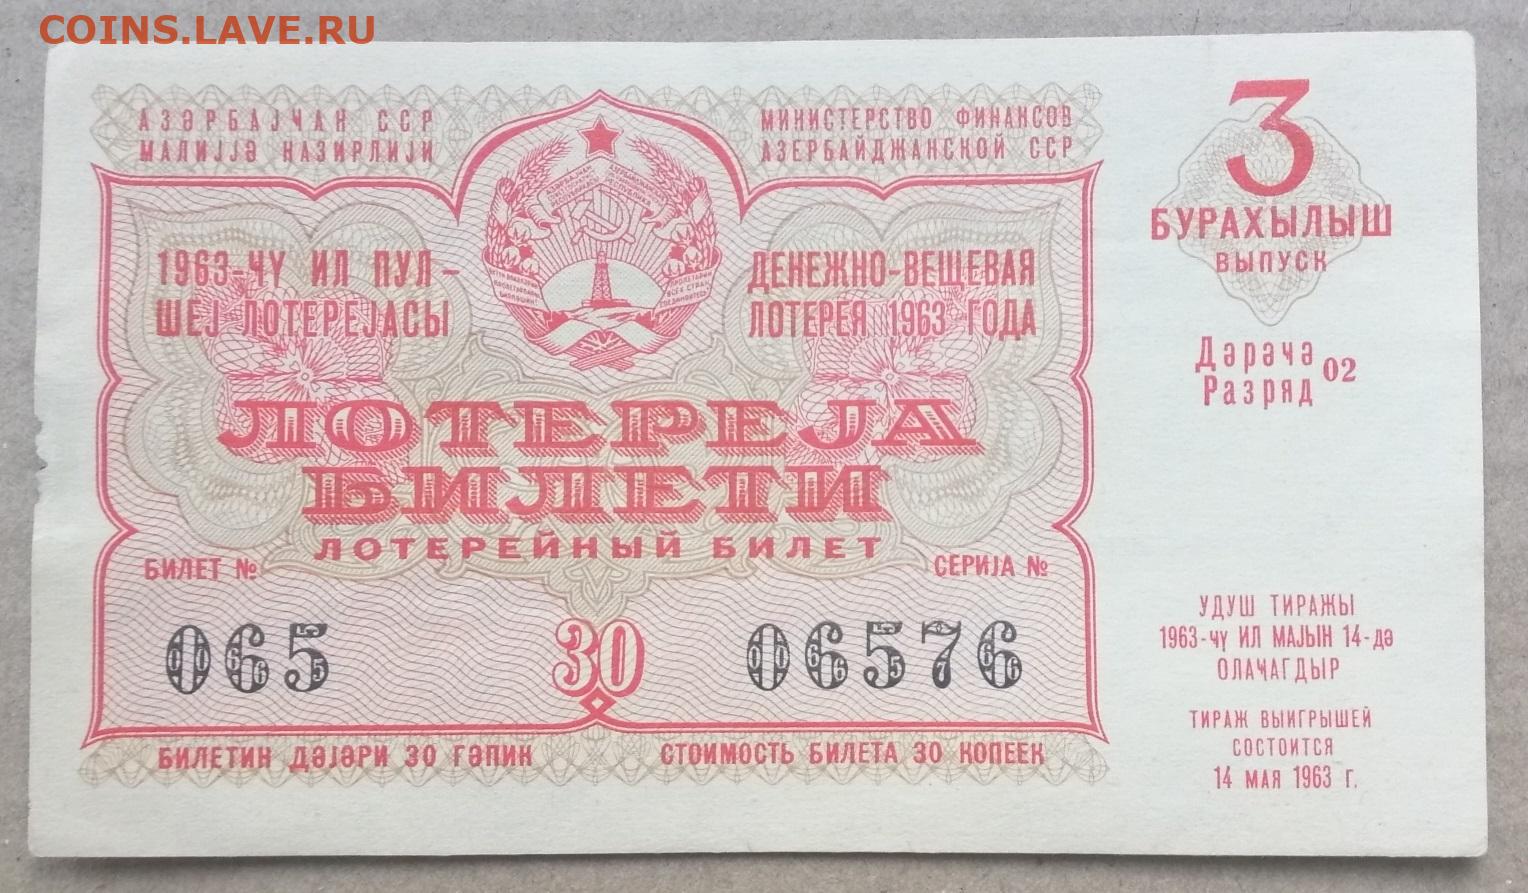 COINS.LAVE.RU
АЗӘРБАЈҸАН ССР
МАЛИЈЈӘ НАЗИРЛИЈИ
МИНИСТЕРСТВО ФИНАНСОВ
АЗЕРБАЙДЖАНСКОЙ ССР
1963-ҸҮ ИЛ ПУЛ-
ШЕЈ ЛОТЕРЕЈАСЫ
ДЕНЕЖНО-ВЕЩЕВАЯ
ЛОТЕРЕЯ 1963 ГОДА
ЛОТЕРЕЈА
БИЛЕТИ
ЛОТЕРЕЙНЫЙ БИЛЕТ
БИЛЕТ №
СЕРИЈА №
065
30
06576
БИЛЕТИН ДӘЈӘРИ 30 ГӘПИК
СТОИМОСТЬ БИЛЕТА 30 КОПЕЕК
3
БУРАХЫЛЫШ
ВЫПУСК
Дәрәҹә
Разряд 02
УДУШ ТИРАЖЫ
1963-ҹү ИЛ МАЈЫН 14-дә
ОЛАҸАГДЫР
ТИРАЖ ВЫИГРЫШЕЙ
СОСТОИТСЯ
14 МАЯ 1963 г.